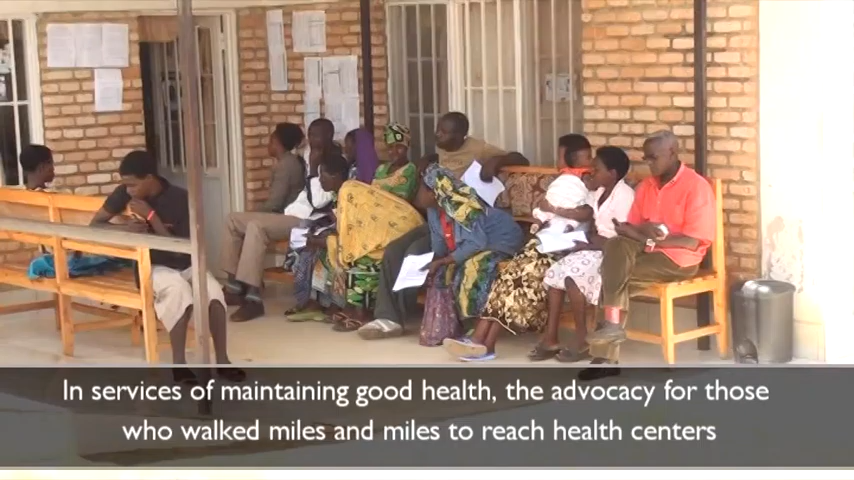 In services of maintaining good health, the advocacy for those
who walked miles and miles to reach health centers